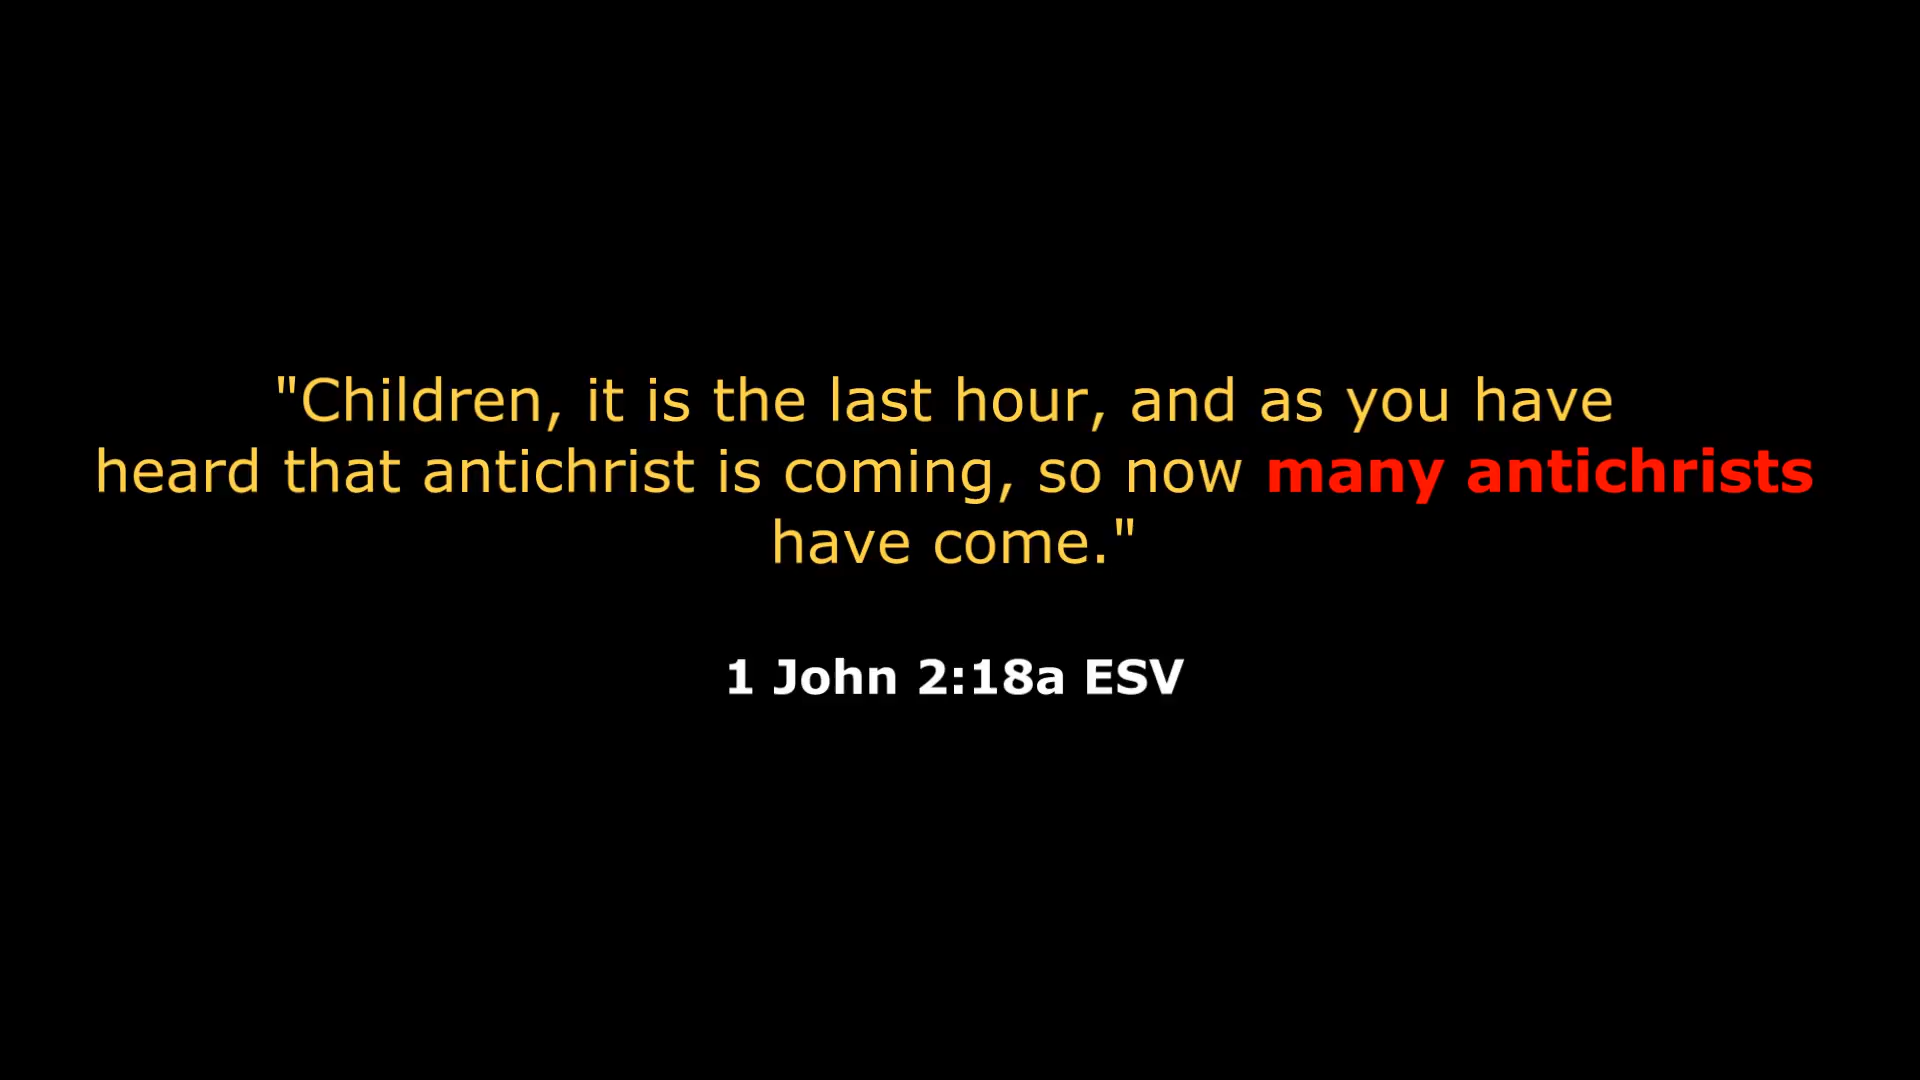 "Children, it is the last hour, and as you have
heard that antichrist is coming, so now many antichrists
have come."
1 John 2:18a ESV